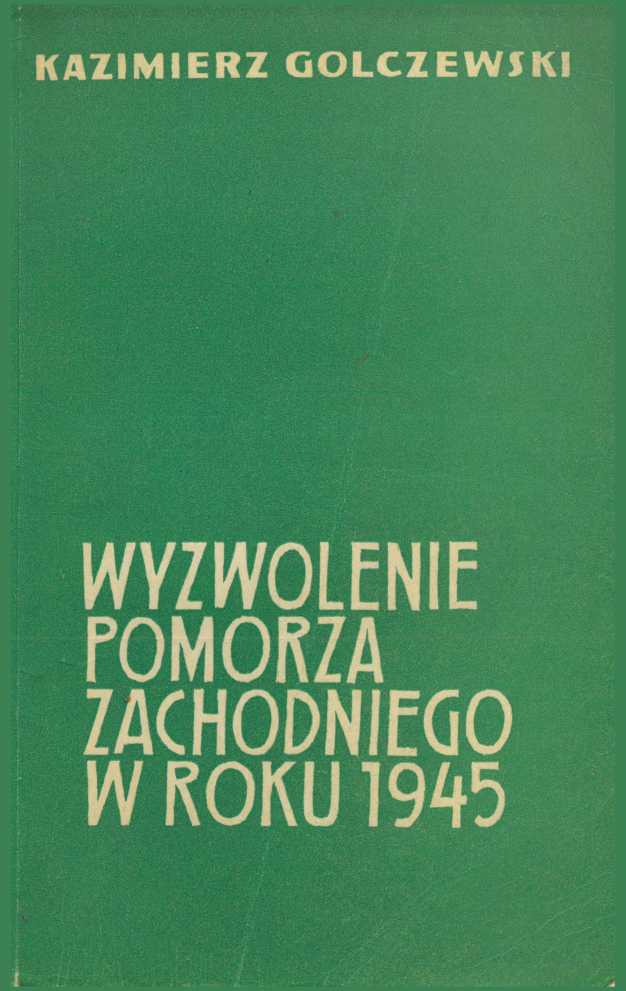 KAZIMIERZ GOLCZEWSKI
WYZWOLENIE
POMORZA
ZACHODNIEGO
W ROKU 1945